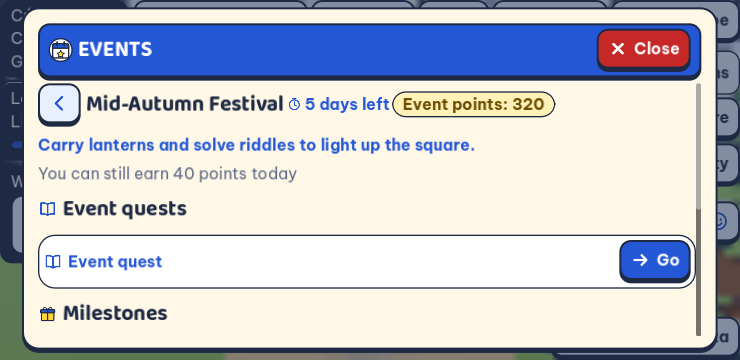 EVENTS
Close
Mid-Autumn Festival 5 days left Event points: 320
Carry lanterns and solve riddles to light up the square.
You can still earn 40 points today
Event quests
Event quest
Go
Milestones